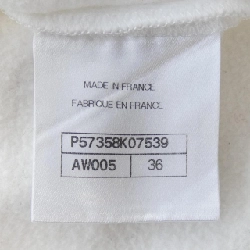 MADE IN FRANCE
FABRIQUE EN FRANCE
P57358K07539
AW005 36